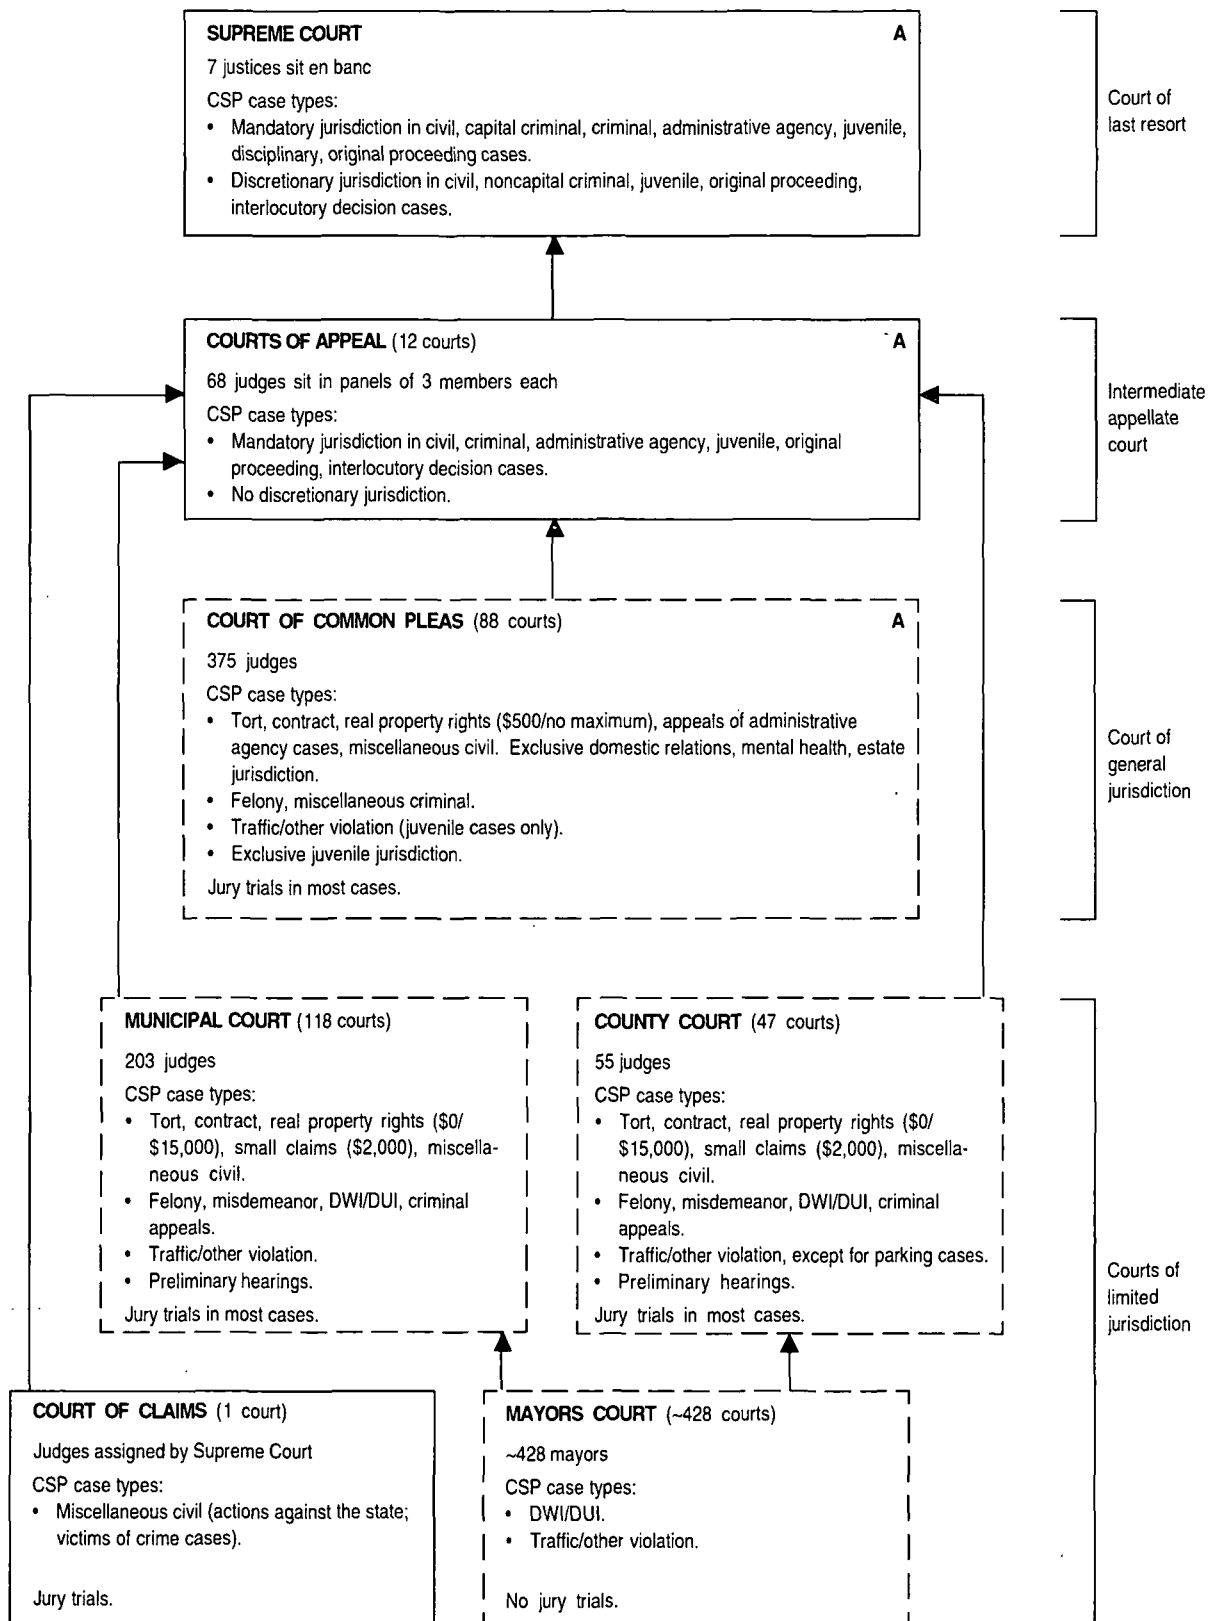 SUPREME COURT A
7 justices sit en banc
CSP case types:
• Mandatory jurisdiction in civil, capital criminal, criminal, administrative agency, juvenile,
disciplinary, original proceeding cases.
• Discretionary jurisdiction in civil, noncapital criminal, juvenile, original proceeding,
interlocutory decision cases.
Court of
last resort
COURTS OF APPEAL (12 courts) A
68 judges sit in panels of 3 members each
CSP case types:
• Mandatory jurisdiction in civil, criminal, administrative agency, juvenile, original
proceeding, interlocutory decision cases.
• No discretionary jurisdiction.
Intermediate
appellate
court
COURT OF COMMON PLEAS (88 courts) A
375 judges
CSP case types:
• Tort, contract, real property rights ($500/no maximum), appeals of administrative
agency cases, miscellaneous civil. Exclusive domestic relations, mental health, estate
jurisdiction.
• Felony, miscellaneous criminal.
• Traffic/other violation (juvenile cases only).
• Exclusive juvenile jurisdiction.
Jury trials in most cases.
Court of
general
jurisdiction
MUNICIPAL COURT (118 courts)
203 judges
CSP case types:
• Tort, contract, real property rights ($0/
$15,000), small claims ($2,000), miscella-
neous civil.
• Felony, misdemeanor, DWI/DUI, criminal
appeals.
• Traffic/other violation.
• Preliminary hearings.
Jury trials in most cases.
COUNTY COURT (47 courts)
55 judges
CSP case types:
• Tort, contract, real property rights ($0/
$15,000), small claims ($2,000), miscella-
neous civil.
• Felony, misdemeanor, DWI/DUI, criminal
appeals.
• Traffic/other violation, except for parking cases.
• Preliminary hearings.
Jury trials in most cases.
Courts of
limited
jurisdiction
COURT OF CLAIMS (1 court)
Judges assigned by Supreme Court
CSP case types:
• Miscellaneous civil (actions against the state;
victims of crime cases).
Jury trials.
MAYORS COURT (~428 courts)
~428 mayors
CSP case types:
• DWI/DUI.
• Traffic/other violation.
No jury trials.